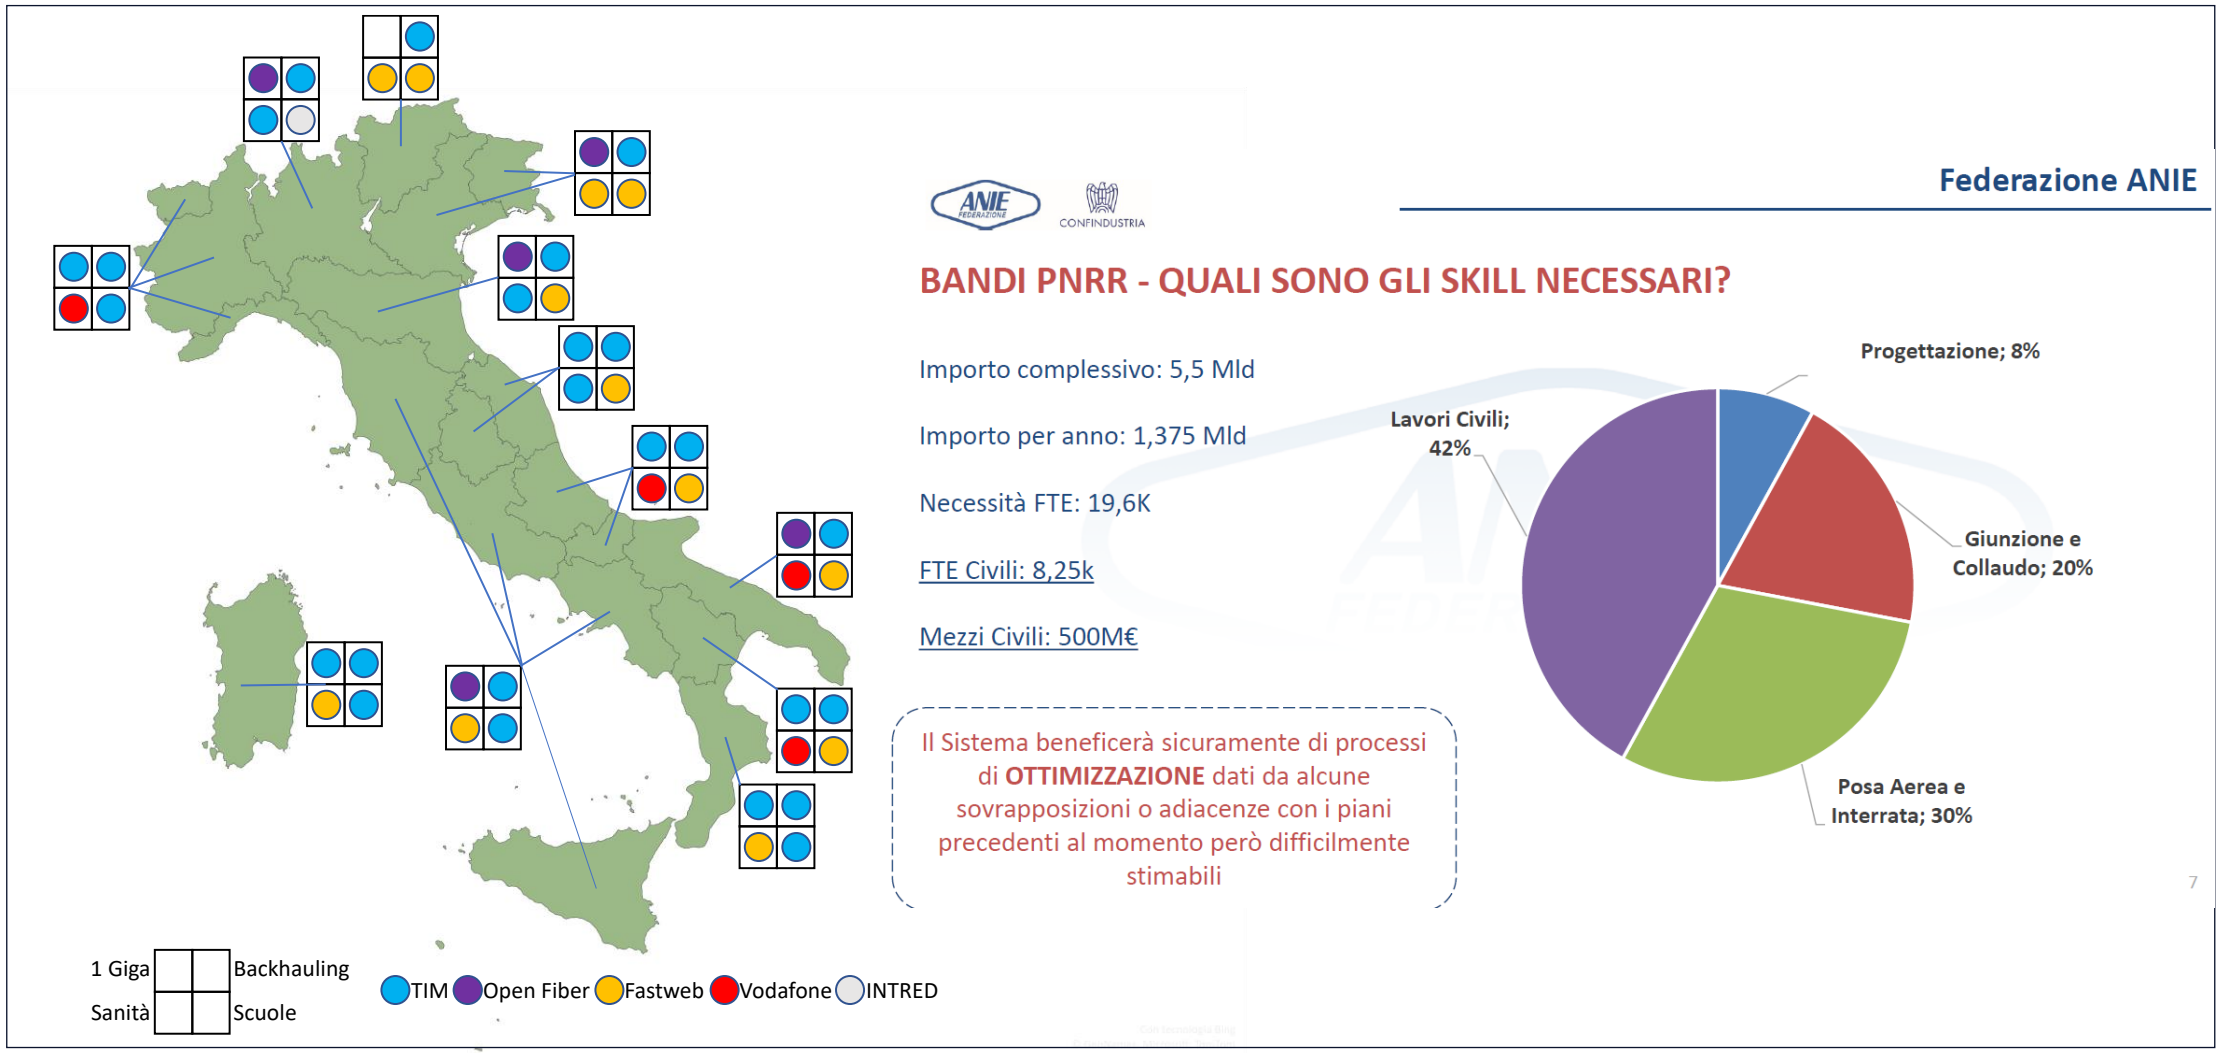 ANIE
FEDERAZIONE
CONFINDUSTRIA
Federazione ANIE
BANDI PNRR - QUALI SONO GLI SKILL NECESSARI?
Importo complessivo: 5,5 Mld
Importo per anno: 1,375 Mld
Necessità FTE: 19,6K
FTE Civili: 8,25k
Mezzi Civili: 500M€
Il Sistema beneficerà sicuramente di processi
di OTTIMIZZAZIONE dati da alcune
sovrapposizioni o adiacenze con i piani
precedenti al momento però difficilmente
stimabili
Progettazione; 8%
Lavori Civili;
42%
Giunzione e
Collaudo; 20%
Posa Aerea e
Interrata; 30%
7
1 Giga
Backhauling
Sanità
Scuole
TIM
Open Fiber
Fastweb
Vodafone
INTRED